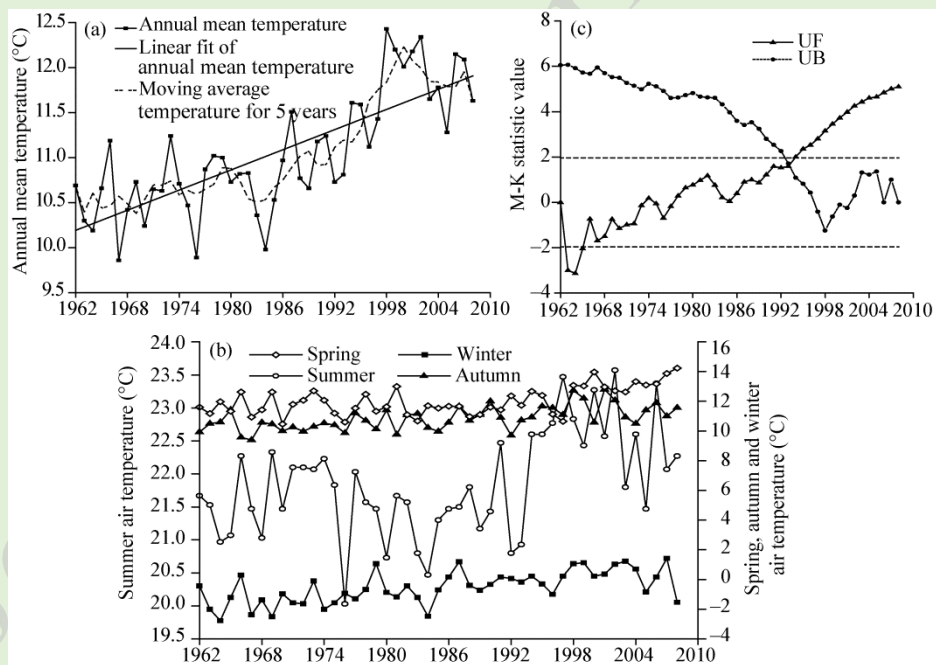 (a)
Annual mean temperature
Linear fit of
annual mean temperature
Moving average
temperature for 5 years
Annual mean temperature (°C)
12.5
12.0
11.5
11.0
10.5
10.0
9.5
1962 1968 1974 1980 1986 1992 1998 2004 2010
(c)
UF
UB
M-K statistic value
8
6
4
2
0
−2
−4
1962 1968 1974 1980 1986 1992 1998 2004 2010
(b)
Spring
Winter
Summer
Autumn
Summer air temperature (°C)
23.5
23.0
22.5
22.0
21.5
21.0
20.5
20.0
19.5
16
14
12
10
8
6
4
2
0
−2
−4
Spring, autumn and winter
air temperature (°C)
1962 1968 1974 1980 1986 1992 1998 2004 2010